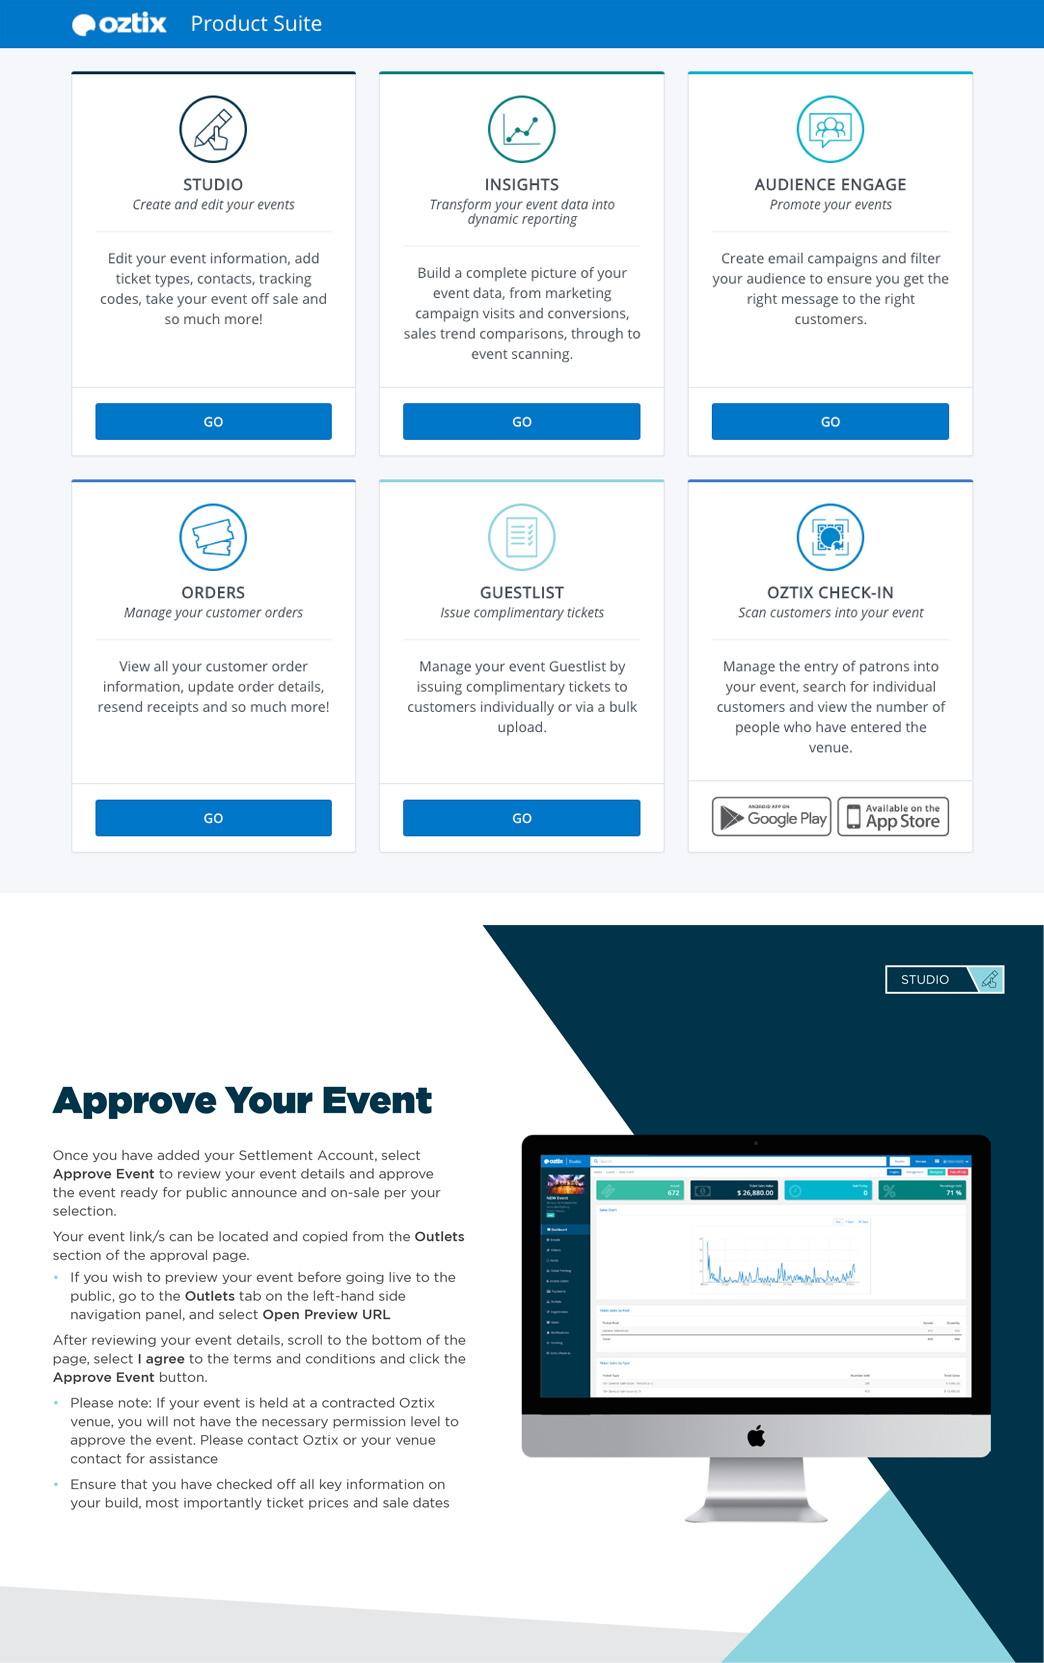 oztix Product Suite
STUDIO
Create and edit your events
Edit your event information, add
ticket types, contacts, tracking
codes, take your event off sale and
so much more!
GO
INSIGHTS
Transform your event data into
dynamic reporting
Build a complete picture of your
event data, from marketing
campaign visits and conversions,
sales trend comparisons, through to
event scanning.
GO
AUDIENCE ENGAGE
Promote your events
Create email campaigns and filter
your audience to ensure you get the
right message to the right
customers.
GO
ORDERS
Manage your customer orders
View all your customer order
information, update order details,
resend receipts and so much more!
GO
GUESTLIST
Issue complimentary tickets
Manage your event Guestlist by
issuing complimentary tickets to
customers individually or via a bulk
upload.
GO
OZTIX CHECK-IN
Scan customers into your event
Manage the entry of patrons into
your event, search for individual
customers and view the number of
people who have entered the
venue.
ANDROID APP ON
Google Play
Available on the
App Store
STUDIO
Approve Your Event
Once you have added your Settlement Account, select
Approve Event to review your event details and approve
the event ready for public announce and on-sale per your
selection.
Your event link/s can be located and copied from the Outlets
section of the approval page.
• If you wish to preview your event before going live to the
public, go to the Outlets tab on the left-hand side
navigation panel, and select Open Preview URL
After reviewing your event details, scroll to the bottom of the
page, select I agree to the terms and conditions and click the
Approve Event button.
• Please note: If your event is held at a contracted Oztix
venue, you will not have the necessary permission level to
approve the event. Please contact Oztix or your venue
contact for assistance
• Ensure that you have checked off all key information on
your build, most importantly ticket prices and sale dates
oztix Studio
672
$ 26,880.00
0
71 %
NEW Event
Dashboard